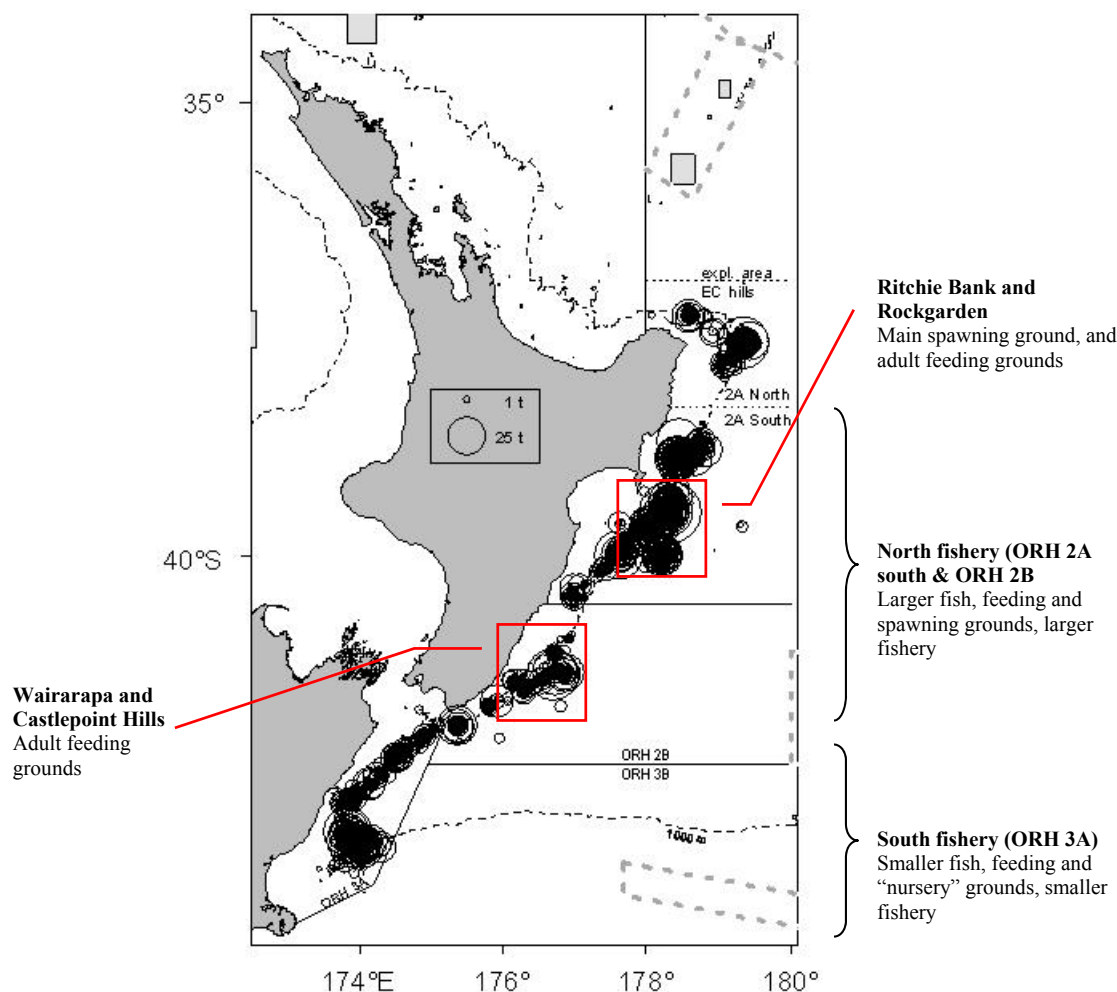 35°
expl. area
EC hills
Ritchie Bank and
Rockgarden
Main spawning ground, and
adult feeding grounds
2A North
2A South
1 t
25 t
40°S
North fishery (ORH 2A
south & ORH 2B
Larger fish, feeding and
spawning grounds, larger
fishery
Wairarapa and
Castlepoint Hills
Adult feeding
grounds
ORH 2B
ORH 3B
1000 m
South fishery (ORH 3A)
Smaller fish, feeding and
“nursery” grounds, smaller
fishery
ORH
174°E
176°
178°
180°